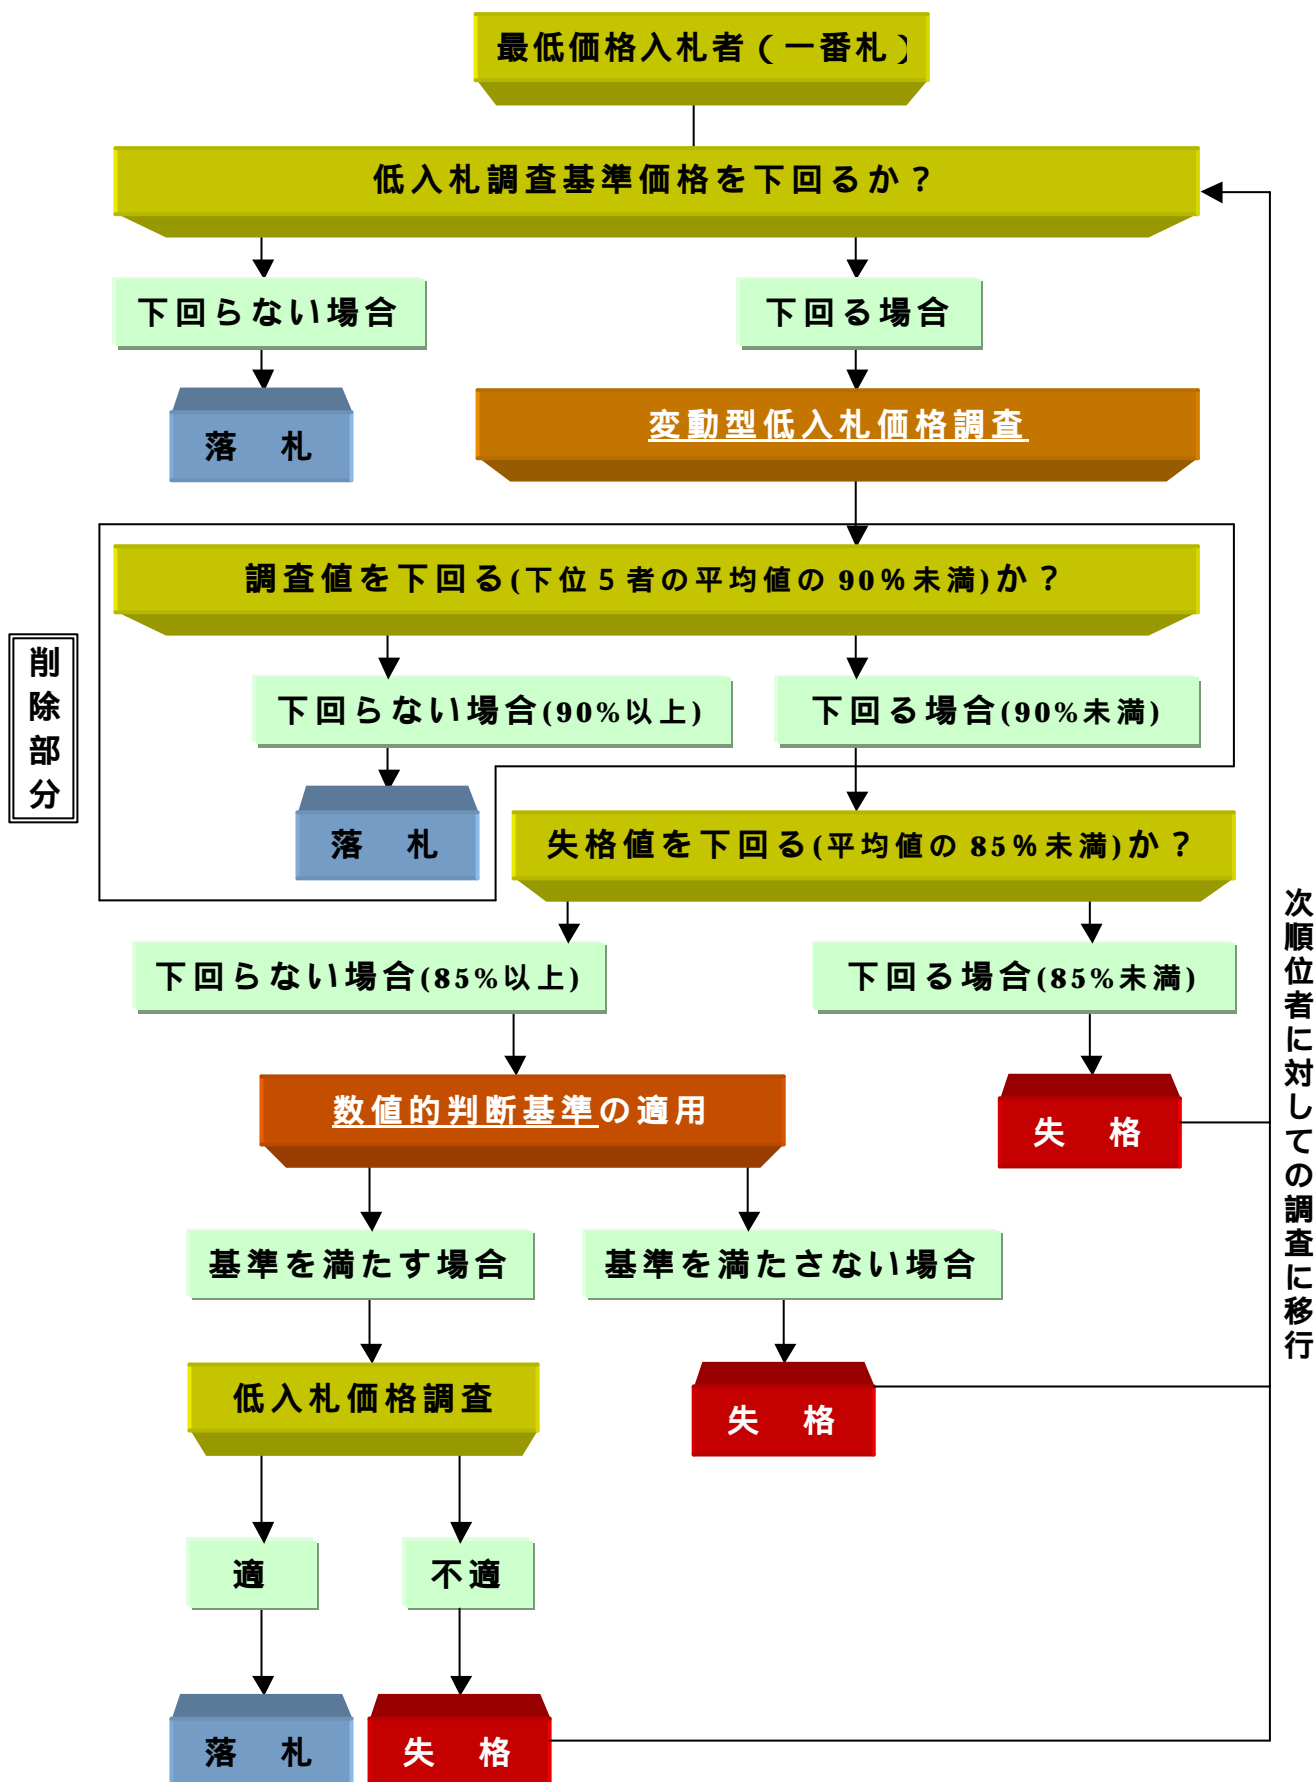 最低価格入札者(一番札)
低入札調査基準価格を下回るか?
下回らない場合
下回る場合
落 札
変動型低入札価格調査
調査値を下回る(下位5者の平均値の90%未満)か?
削除部分
下回らない場合(90%以上)
下回る場合(90%未満)
落 札
失格値を下回る(平均値の85%未満)か?
下回らない場合(85%以上)
下回る場合(85%未満)
次順位者に対しての調査に移行
数値的判断基準の適用
失 格
基準を満たす場合
基準を満たさない場合
低入札価格調査
失 格
適
不適
落 札
失 格